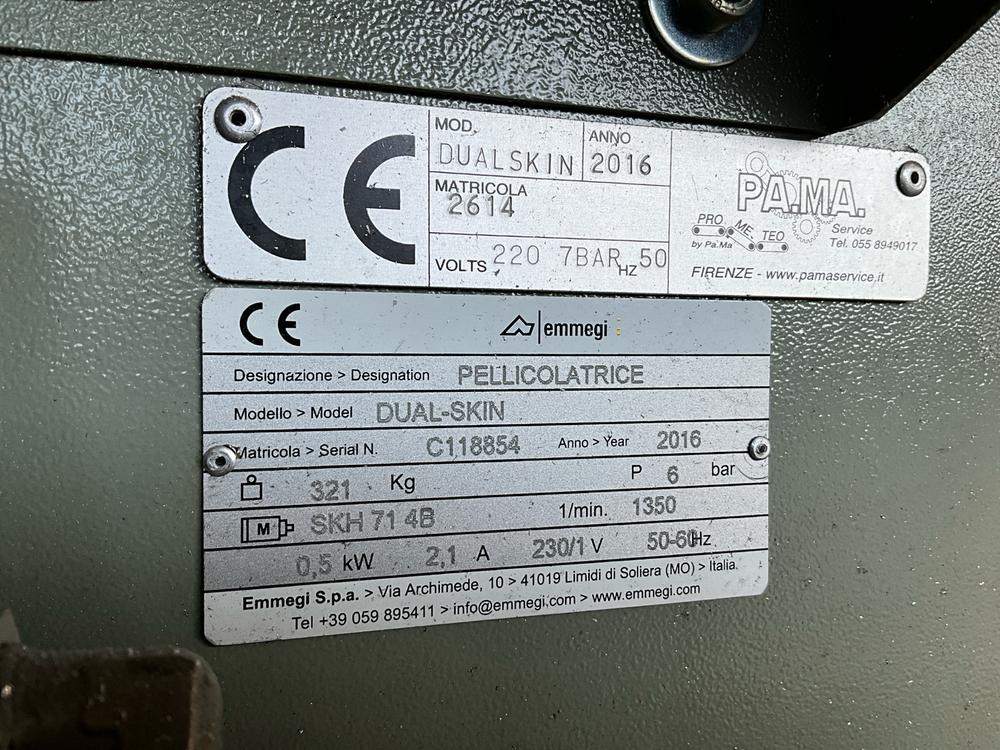 CE
MOD. ANNO
DUALSKIN 2016
MATRICOLA
2614
VOLTS 220 7BAR HZ 50
PA.MA.
PRO ME. TEO
by Pa.Ma
Service
Tel. 055 8949017
FIRENZE - www.pamaservice.it
CE emmegi
Designazione > Designation PELLICOLATRICE
Modello > Model DUAL-SKIN
Matricola > Serial N. C118854 Anno > Year 2016
321 Kg P 6 bar
M SKH 71 4B 1/min. 1350
0,5 kW 2,1 A 230/1 V 50-60Hz
Emmegi S.p.a. > Via Archimede, 10 > 41019 Limidi di Soliera (MO) > Italia.
Tel +39 059 895411 > info@emmegi.com > www.emmegi.com